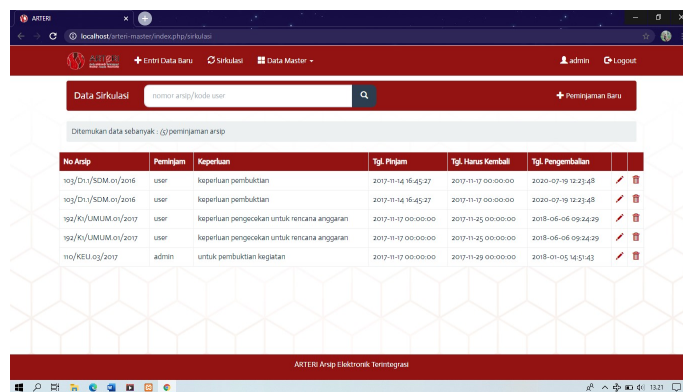 ARTERI
localhost/arteri-master/index.php/sirkulasi
ARTERI
Entri Data Baru Sirkulasi Data Master admin Logout
Data Sirkulasi nomor arsip/kode user Peminjaman Baru
Ditemukan data sebanyak : (5) peminjaman arsip
No Arsip Peminjam Keperluan Tgl. Pinjam Tgl. Harus Kembali Tgl. Pengembalian
103/D1.1/SDM.01/2016 user keperluan pembuktian 2017-11-14 16:45:27 2017-11-17 00:00:00 2020-07-19 12:23:48
103/D1.1/SDM.01/2016 user keperluan pembuktian 2017-11-14 16:45:27 2017-11-17 00:00:00 2020-07-19 12:23:48
192/K1/UMUM.01/2017 user keperluan pengecekan untuk rencana anggaran 2017-11-17 00:00:00 2017-11-25 00:00:00 2018-06-06 09:24:29
192/K1/UMUM.01/2017 user keperluan pengecekan untuk rencana anggaran 2017-11-17 00:00:00 2017-11-25 00:00:00 2018-06-06 09:24:29
110/KEU.03/2017 admin untuk pembuktian kegiatan 2017-11-17 00:00:00 2017-11-29 00:00:00 2018-01-05 14:51:43
ARTERI Arsip Elektronik Terintegrasi
13.21